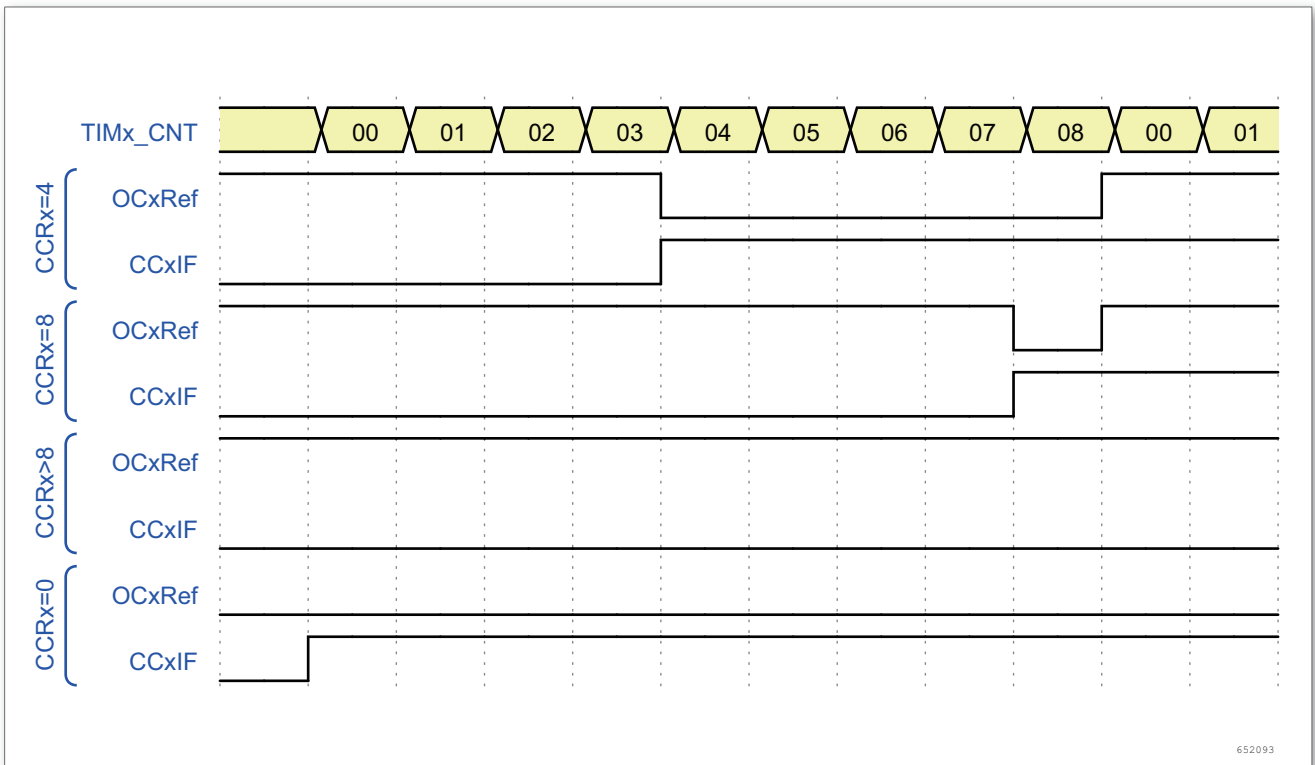 TIMx_CNT 00 01 02 03 04 05 06 07 08 00 01
CCRx=4
OCxRef
CCxIF
CCRx=8
OCxRef
CCxIF
CCRx>8
OCxRef
CCxIF
CCRx=0
OCxRef
CCxIF
652093